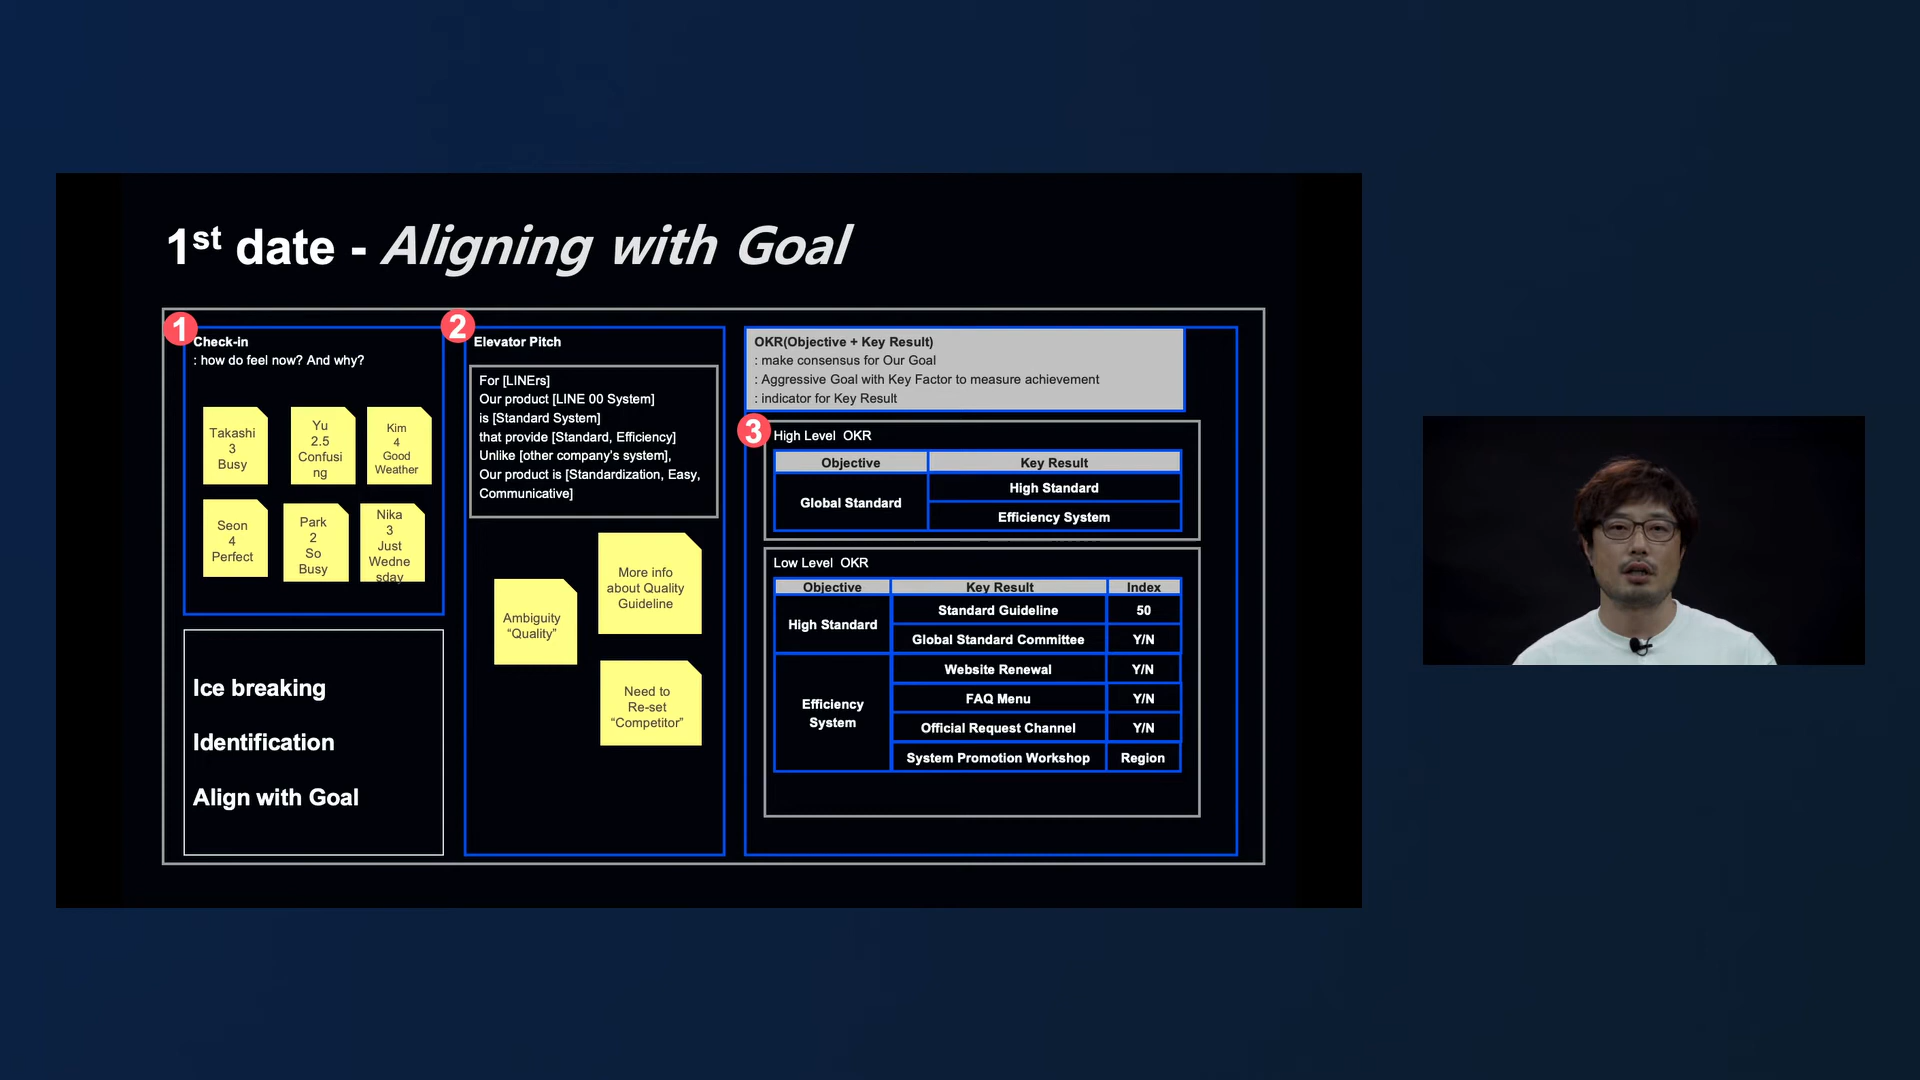 1st date - Aligning with Goal
1
Check-in
: how do feel now? And why?
Takashi
3
Busy
Yu
2.5
Confusi
ng
Kim
4
Good
Weather
Seon
4
Perfect
Park
2
So
Busy
Nika
3
Just
Wedne
sday
Ice breaking
Identification
Align with Goal
2
Elevator Pitch
For [LINErs]
Our product [LINE 00 System]
is [Standard System]
that provide [Standard, Efficiency]
Unlike [other company's system],
Our product is [Standardization, Easy,
Communicative]
Ambiguity
“Quality”
More info
about Quality
Guideline
Need to
Re-set
“Competitor”
OKR(Objective + Key Result)
: make consensus for Our Goal
: Aggressive Goal with Key Factor to measure achievement
: indicator for Key Result
3
High Level OKR
Objective Key Result
Global Standard
High Standard
Efficiency System
Low Level OKR
Objective Key Result Index
High Standard
Standard Guideline 50
Global Standard Committee Y/N
Efficiency
System
Website Renewal Y/N
FAQ Menu Y/N
Official Request Channel Y/N
System Promotion Workshop Region